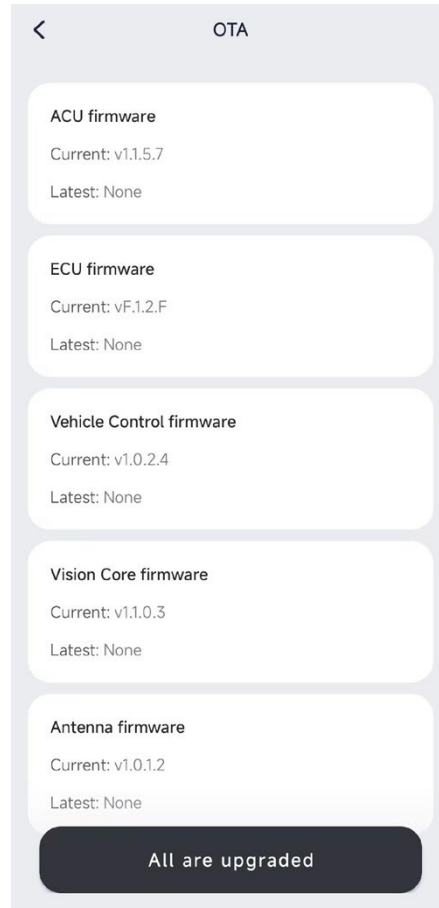 OTA
ACU firmware
Current: v1.1.5.7
Latest: None
ECU firmware
Current: vF.1.2.F
Latest: None
Vehicle Control firmware
Current: v1.0.2.4
Latest: None
Vision Core firmware
Current: v1.1.0.3
Latest: None
Antenna firmware
Current: v1.0.1.2
Latest: None
All are upgraded